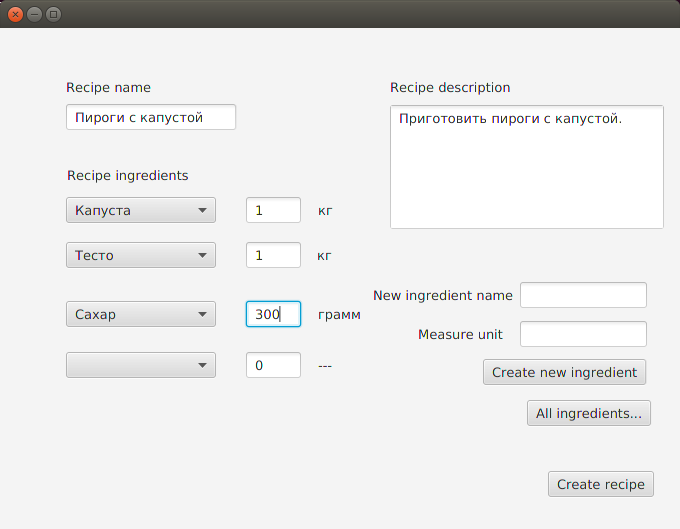 Recipe name
Пироги с капустой
Recipe description
Приготовить пироги с капустой.
Recipe ingredients
Капуста 1 кг
Тесто 1 кг
Сахар 300 грамм
0 ---
New ingredient name
Measure unit
Create new ingredient
All ingredients...
Create recipe